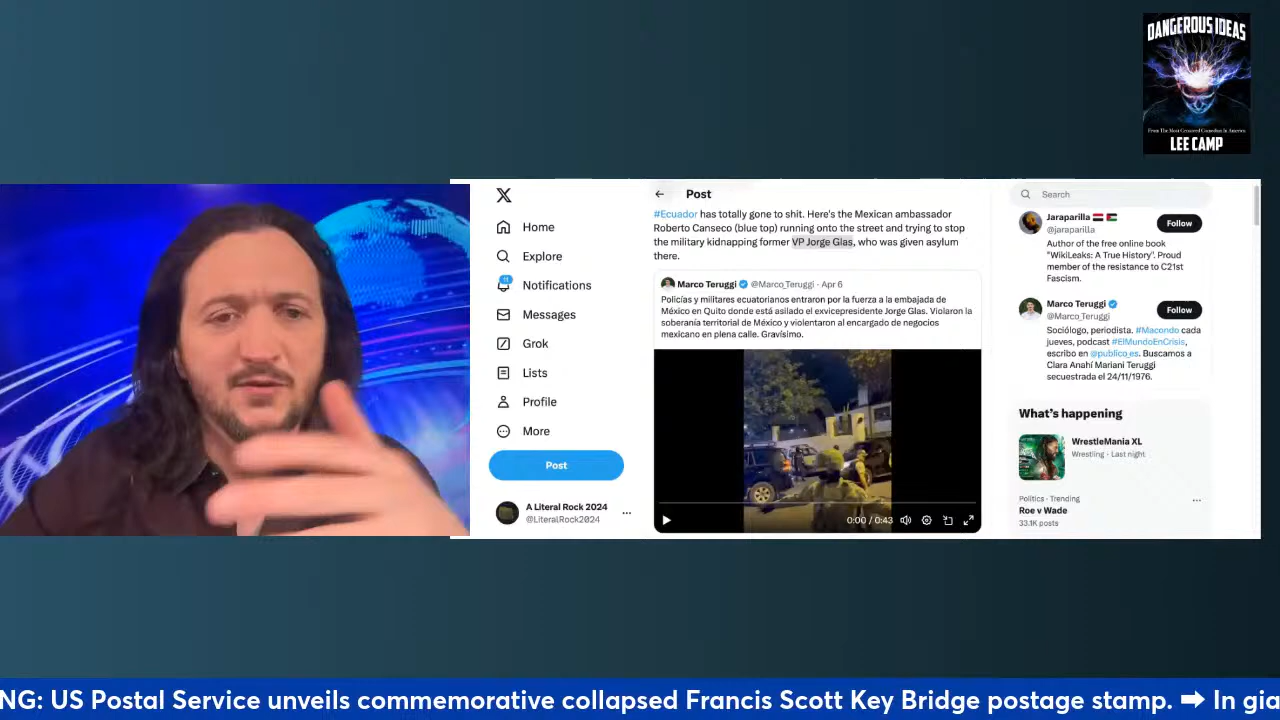 DANGEROUS IDEAS
From The Most Censored Comedian In America
LEE CAMP
Home
Explore
Notifications
Messages
Grok
Lists
Profile
More
Post
A Literal Rock 2024
@LiteralRock2024
Post
#Ecuador has totally gone to shit. Here's the Mexican ambassador
Roberto Canseco (blue top) running onto the street and trying to stop
the military kidnapping former VP Jorge Glas, who was given asylum
there.
Marco Teruggi @Marco_Teruggi · Apr 6
Policías y militares ecuatorianos entraron por la fuerza a la embajada de
México en Quito donde está asilado el exvicepresidente Jorge Glas. Violaron la
soberanía territorial de México y violentaron al encargado de negocios
mexicano en plena calle. Gravísimo.
0:00 / 0:43
Search
Jaraparilla
@jaraparilla
Follow
Author of the free online book
"WikiLeaks: A True History". Proud
member of the resistance to C21st
Fascism.
Marco Teruggi
@Marco_Teruggi
Follow
Sociólogo, periodista. #Macondo cada
jueves, podcast #ElMundoEnCrisis,
escribo en @publico_es. Buscamos a
Clara Anahí Mariani Teruggi
secuestrada el 24/11/1976.
What's happening
WrestleMania XL
Wrestling · Last night
Politics · Trending
Roe v Wade
33.1K posts
NG: US Postal Service unveils commemorative collapsed Francis Scott Key Bridge postage stamp. ➡ In gia